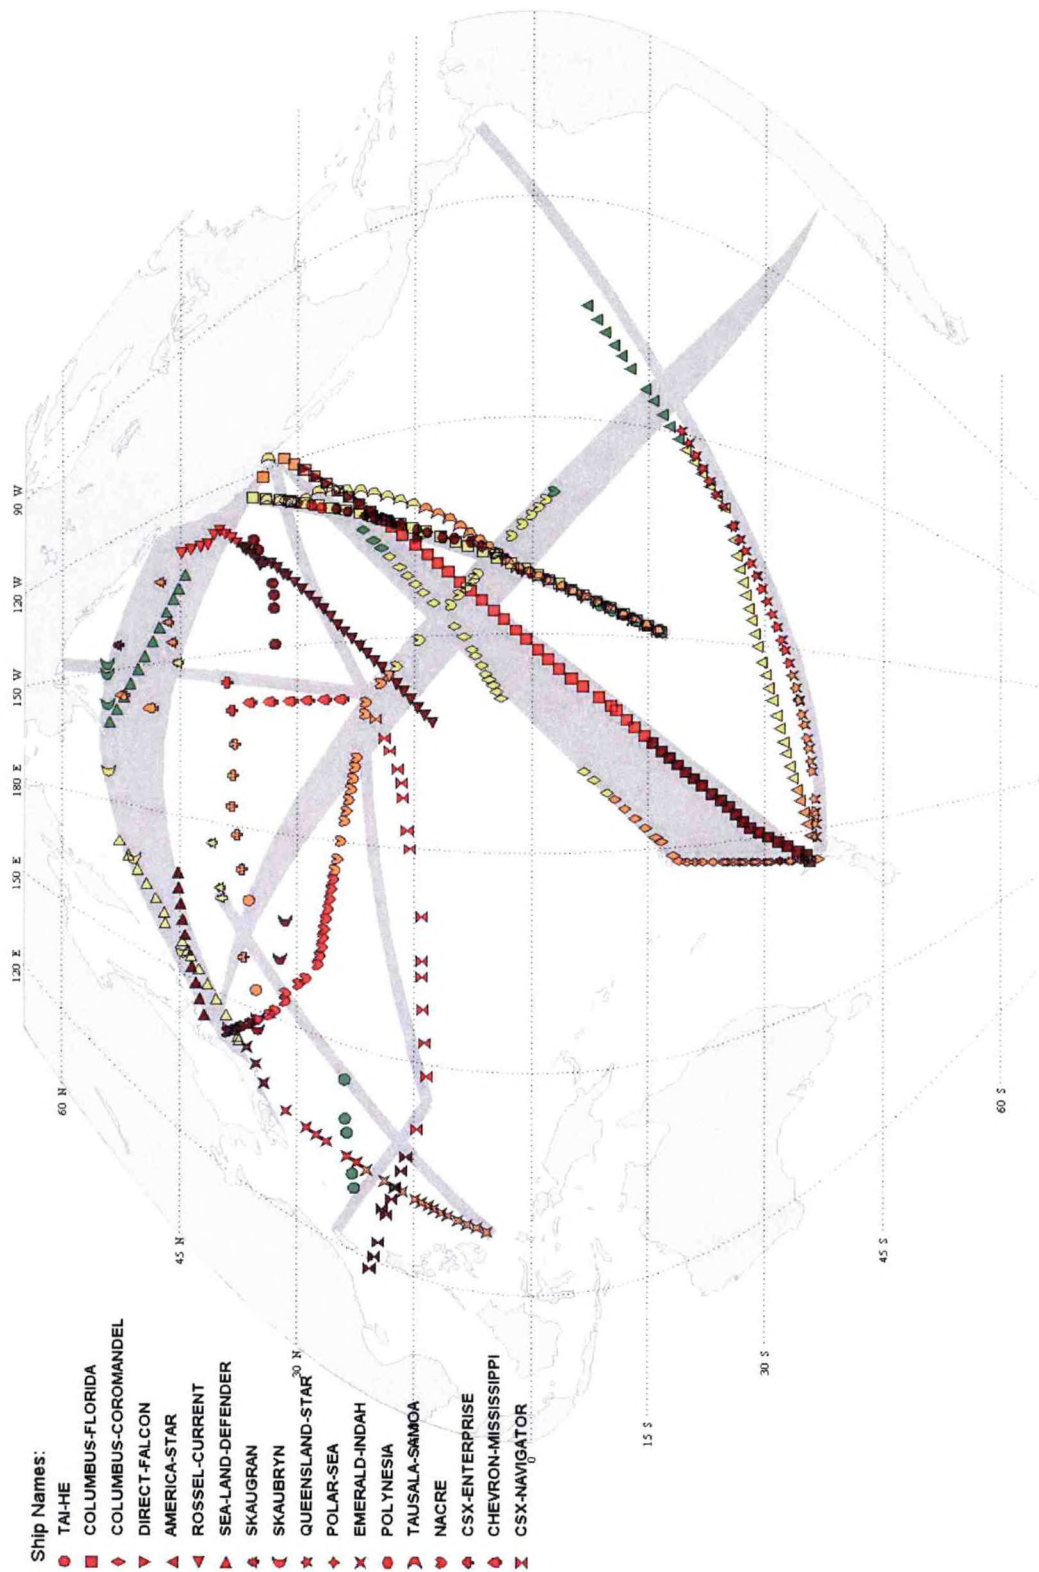 Ship Names:
TAI-HE
COLUMBUS-FLORIDA
COLUMBUS-COROMANDEL
DIRECT-FALCON
AMERICA-STAR
ROSSEL-CURRENT
SEA-LAND-DEFENDER
SKAUGRAN
SKAUBRYN
QUEENSLAND-STAR
POLAR-SEA
EMERALD-INDAH
POLYNESIA
TAUSALA-SAMOA
NACRE
CSX-ENTERPRISE
CHEVRON-MISSISSIPPI
CSX-NAVIGATOR
120 E
150 E
180 E
150 W
120 W
90 W
60 N
45 N
30 N
0
15 S
30 S
45 S
60 S